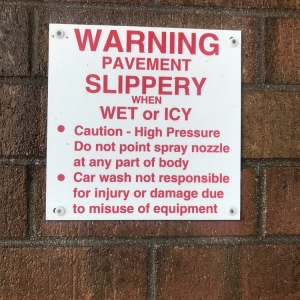 WARNING
PAVEMENT
SLIPPERY
WHEN
WET or ICY
• Caution - High Pressure
Do not point spray nozzle
at any part of body
• Car wash not responsible
for injury or damage due
to misuse of equipment